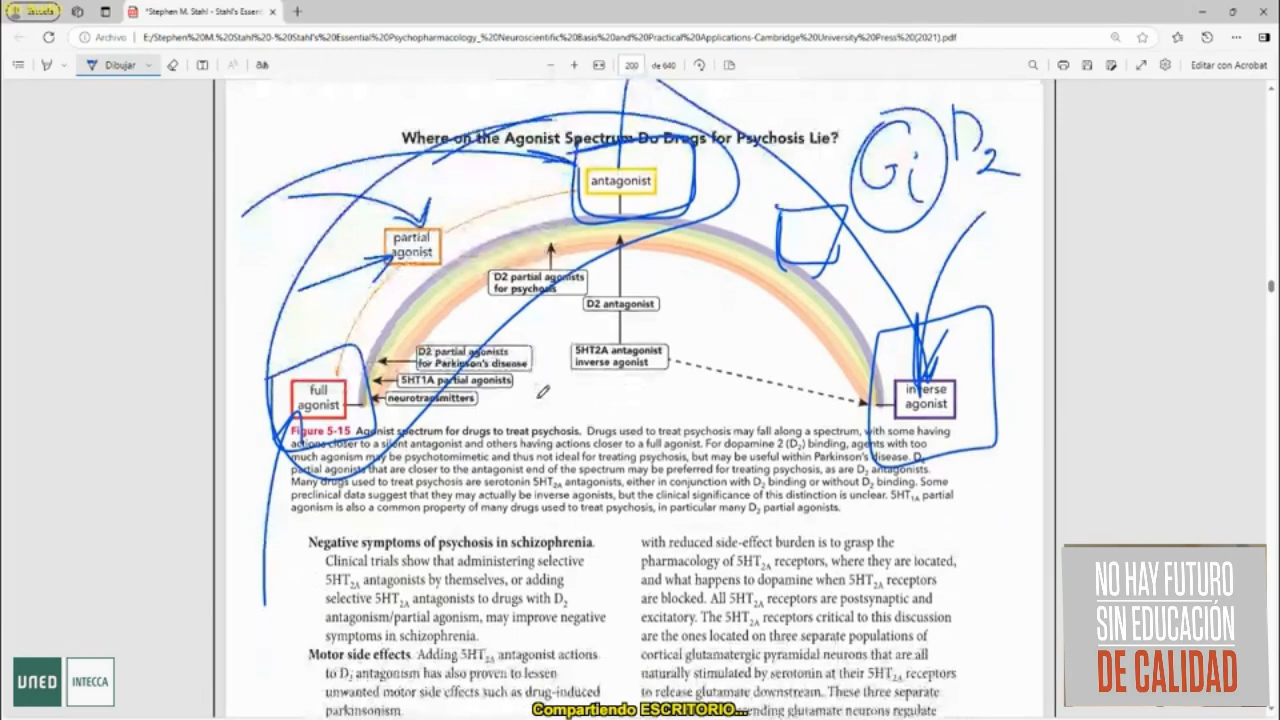 Escuela
*Stephen M. Stahl - Stahl's Essen
Archivo
E:/Stephen%20M.%20Stahl%20-%20Stahl's%20Essential%20Psychopharmacology_%20Neuroscientific%20Basis%20and%20Practical%20Applications-Cambridge%20University%20Press%20(2021).pdf
Dibujar
200
de 640
Editar con Acrobat
Where on the Agonist Spectrum Do Drugs for Psychosis Lie?
Gi D2
antagonist
partial
agonist
D2 partial agonists
for psychosis
D2 antagonist
D2 partial agonists
for Parkinson's disease
5HT2A antagonist
inverse agonist
5HT1A partial agonists
neurotransmitters
full
agonist
inverse
agonist
Figure 5-15 Agonist spectrum for drugs to treat psychosis. Drugs used to treat psychosis may fall along a spectrum, with some having
actions closer to a silent antagonist and others having actions closer to a full agonist. For dopamine 2 (D2) binding, agents with too
much agonism may be psychotomimetic and thus not ideal for treating psychosis, but may be useful within Parkinson's disease. D2
partial agonists that are closer to the antagonist end of the spectrum may be preferred for treating psychosis, as are D2 antagonists.
Many drugs used to treat psychosis are serotonin 5HT2A antagonists, either in conjunction with D2 binding or without D2 binding. Some
preclinical data suggest that they may actually be inverse agonists, but the clinical significance of this distinction is unclear. 5HT1A partial
agonism is also a common property of many drugs used to treat psychosis, in particular many D2 partial agonists.
Negative symptoms of psychosis in schizophrenia.
Clinical trials show that administering selective
5HT2A antagonists by themselves, or adding
selective 5HT2A antagonists to drugs with D2
antagonism/partial agonism, may improve negative
symptoms in schizophrenia.
Motor side effects. Adding 5HT2A antagonist actions
to D2 antagonism has also proven to lessen
unwanted motor side effects such as drug-induced
parkinsonism.
with reduced side-effect burden is to grasp the
pharmacology of 5HT2A receptors, where they are located,
and what happens to dopamine when 5HT2A receptors
are blocked. All 5HT2A receptors are postsynaptic and
excitatory. The 5HT2A receptors critical to this discussion
are the ones located on three separate populations of
cortical glutamatergic pyramidal neurons that are all
naturally stimulated by serotonin at their 5HT2A receptors
to release glutamate downstream. These three separate
ending glutamate neurons regulate
Compartiendo ESCRITORIO...
UNED
INTECCA
NO HAY FUTURO
SIN EDUCACIÓN
DE CALIDAD